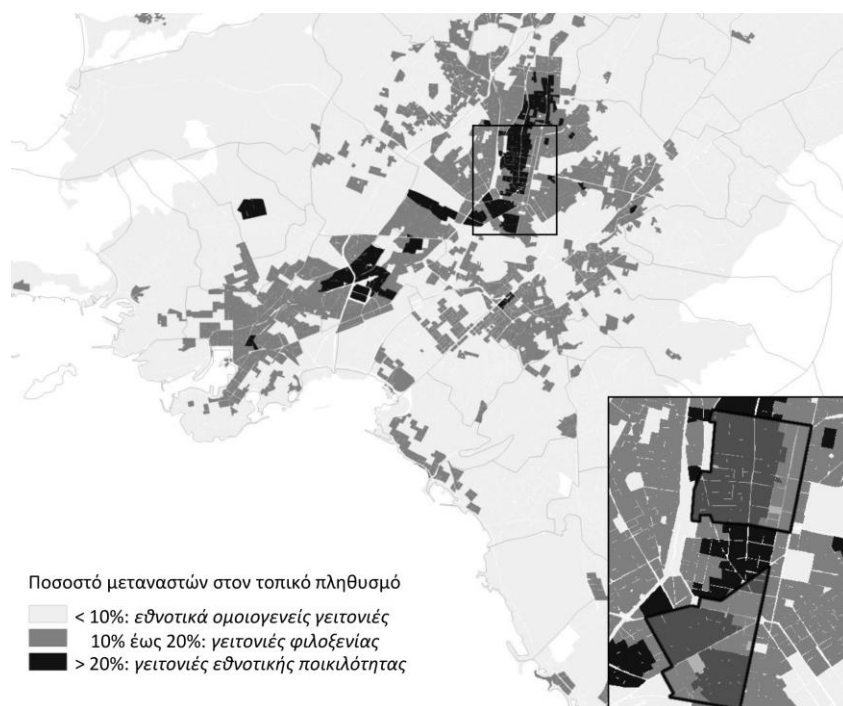 Ποσοστό μεταναστών στον τοπικό πληθυσμό
< 10%: εθνοτικά ομοιογενείς γειτονιές
10% έως 20%: γειτονιές φιλοξενίας
> 20%: γειτονιές εθνοτικής ποικιλότητας